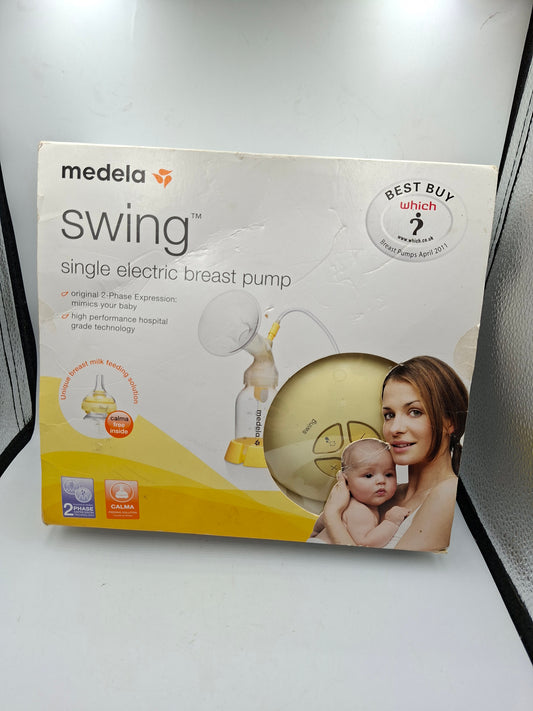 medela
BEST BUY
which
?
www.which.co.uk
Breast Pumps April 2011
swing™
single electric breast pump
original 2-Phase Expression:
mimics your baby
high performance hospital
grade technology
Unique breast milk feeding solution
calma
free
inside
medela
swing
2 PHASE
CALMA